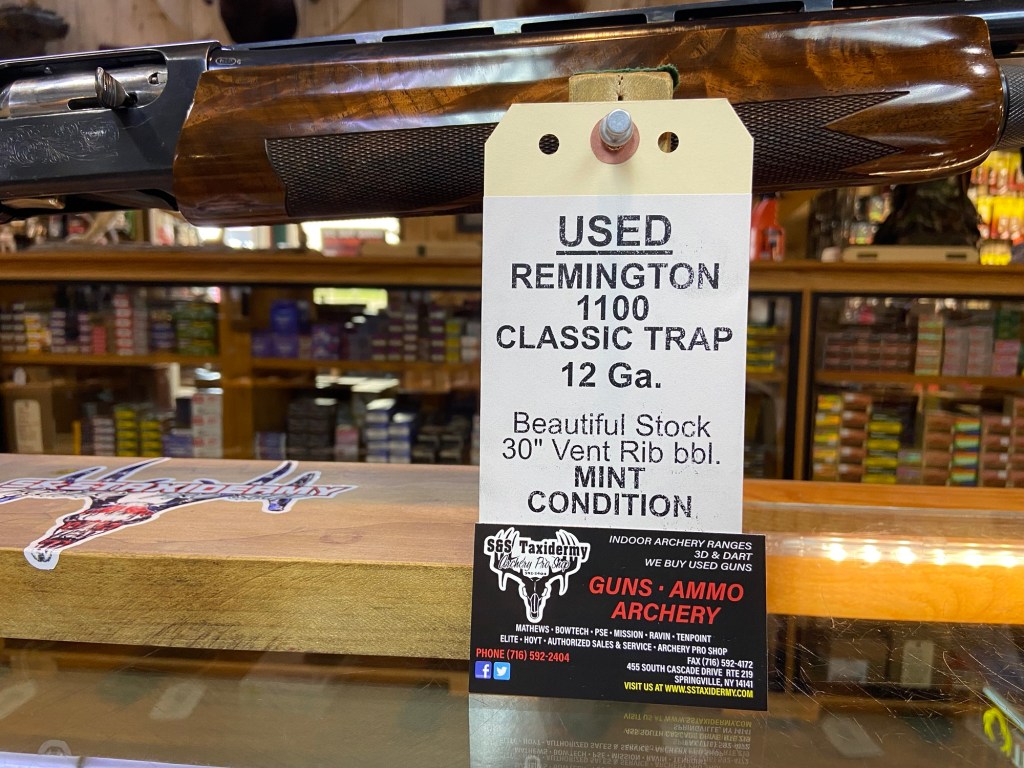 USED
REMINGTON
1100
CLASSIC TRAP
12 Ga.
Beautiful Stock
30" Vent Rib bbl.
MINT
CONDITION
S&S Taxidermy
Archery Pro Shop
INDOOR ARCHERY RANGES
3D & DART
WE BUY USED GUNS
GUNS · AMMO
ARCHERY
MATHEWS · BOWTECH · PSE · MISSION · RAVIN · TENPOINT
ELITE · HOYT · AUTHORIZED SALES & SERVICE · ARCHERY PRO SHOP
PHONE (716) 592-2404
FAX (716) 592-4172
455 SOUTH CASCADE DRIVE RTE 219
SPRINGVILLE, NY 14141
VISIT US AT WWW.SSTAXIDERMY.COM